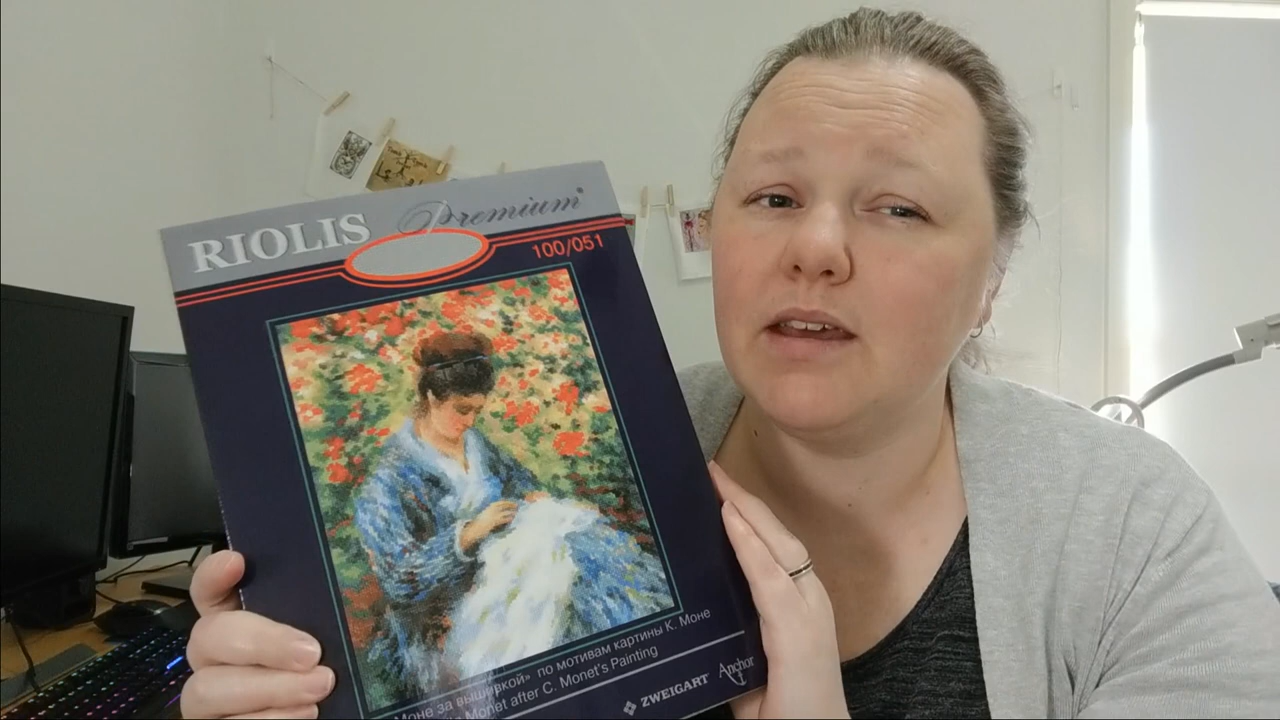 RIOLIS Premium
100/051
Моне за вышивкой» по мотивам картины К. Моне
Monet after C. Monet's Painting
ZWEIGART Anchor